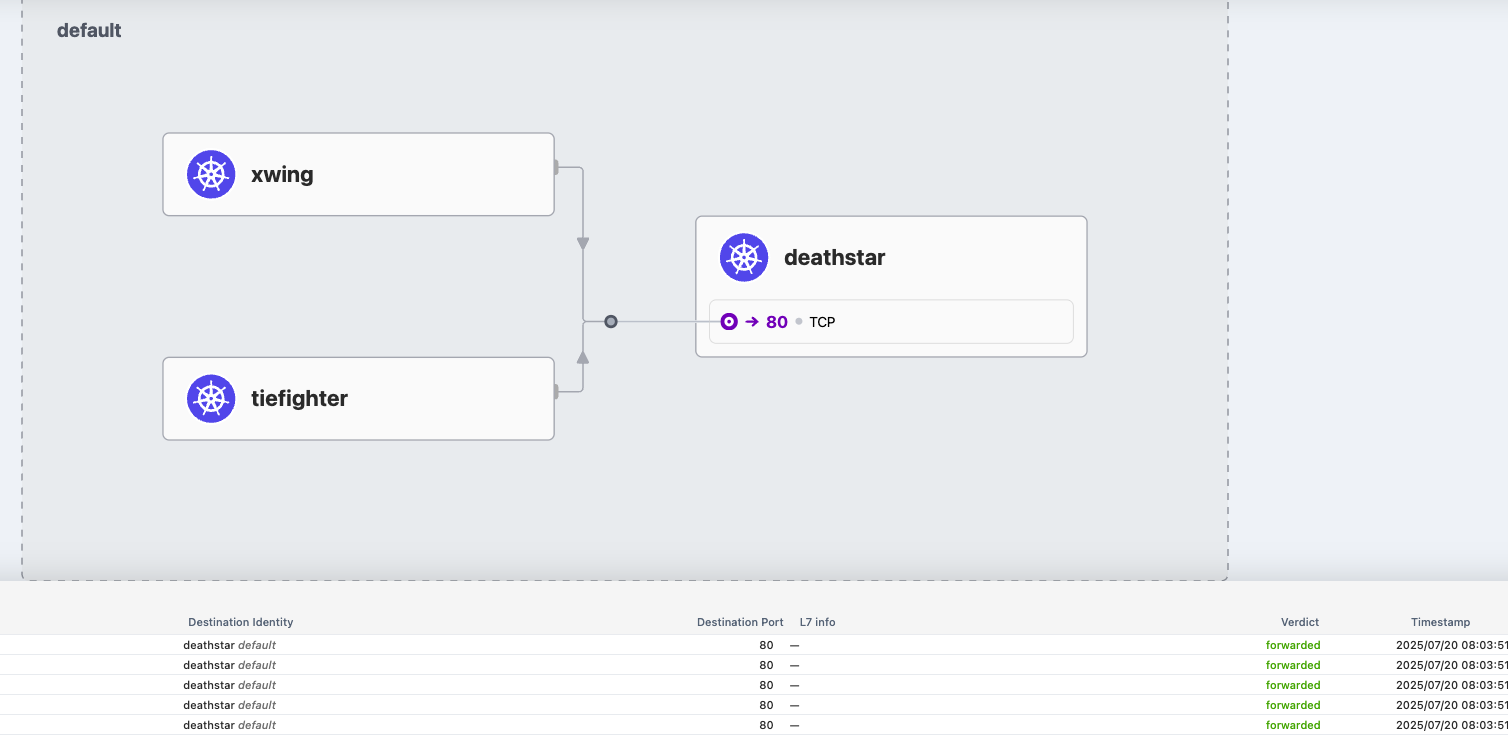 default
xwing
deathstar
80 TCP
tiefighter
Destination Identity Destination Port L7 info Verdict Timestamp
deathstar default 80 — forwarded 2025/07/20 08:03:51
deathstar default 80 — forwarded 2025/07/20 08:03:51
deathstar default 80 — forwarded 2025/07/20 08:03:51
deathstar default 80 — forwarded 2025/07/20 08:03:51
deathstar default 80 — forwarded 2025/07/20 08:03:51